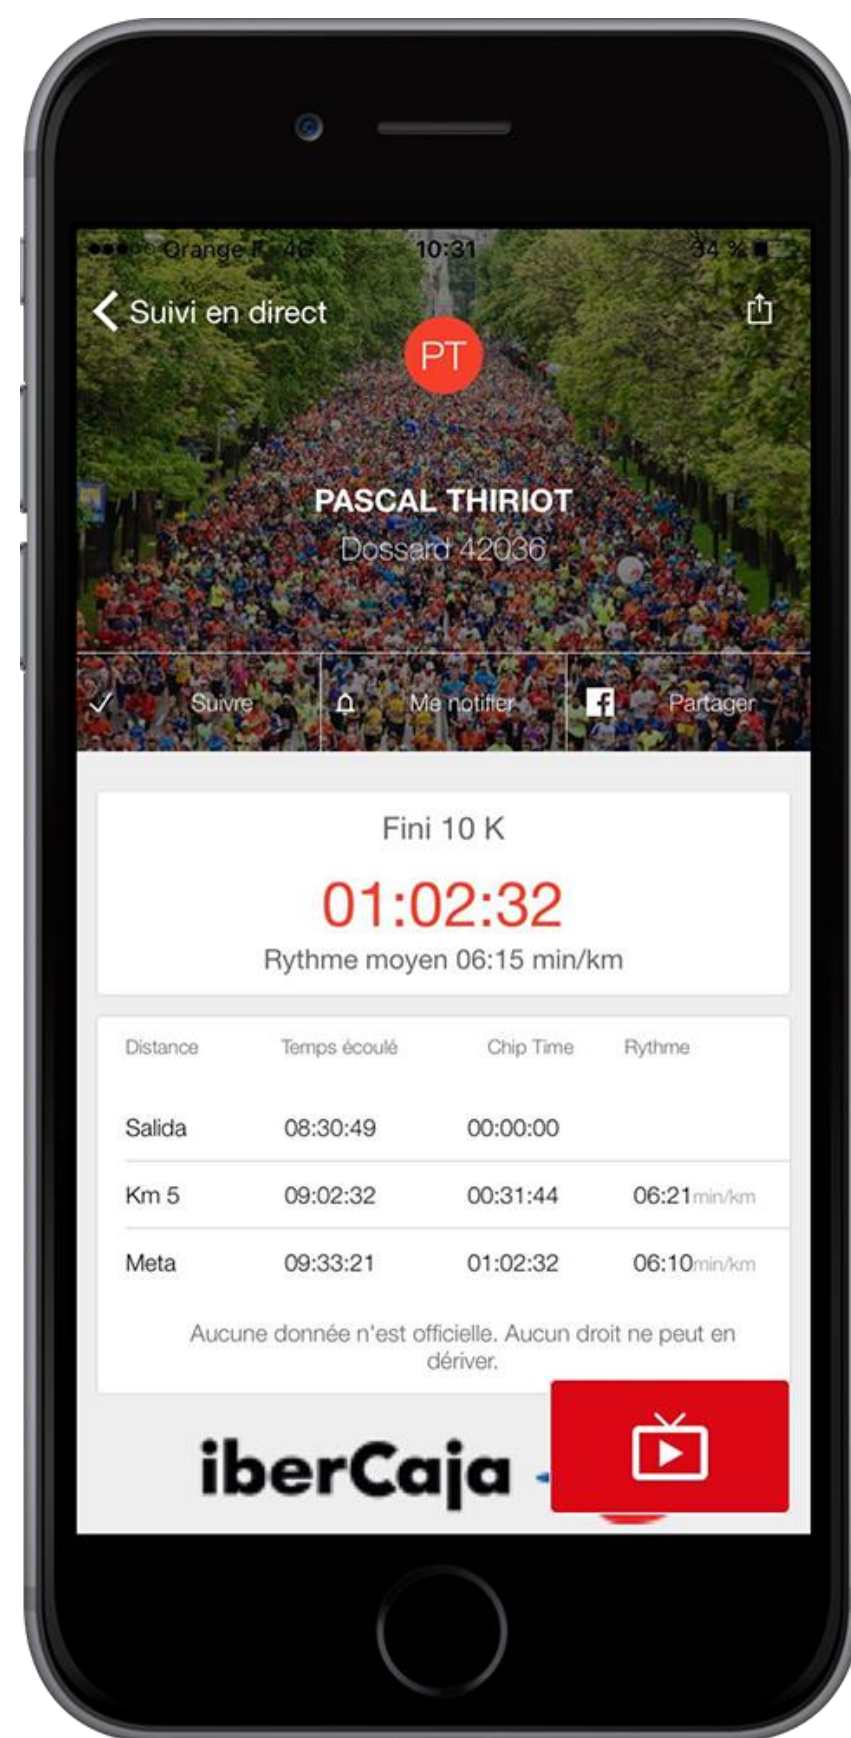 Orange F 4G 10:31 34 %
Suivi en direct
PT
PASCAL THIRIOT
Dossard 42036
Suivre Me notifier Partager
Fini 10 K
01:02:32
Rythme moyen 06:15 min/km
Distance Temps écoulé Chip Time Rythme
Salida 08:30:49 00:00:00
Km 5 09:02:32 00:31:44 06:21min/km
Meta 09:33:21 01:02:32 06:10min/km
Aucune donnée n'est officielle. Aucun droit ne peut en
dériver.
iberCaja